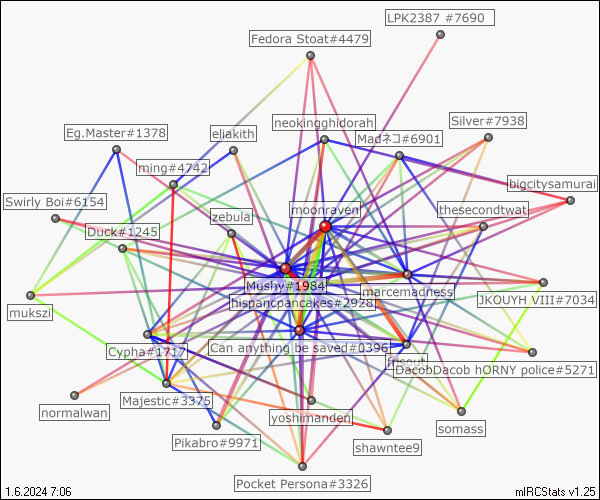 LPK2387 #7690
Fedora Stoat#4479
Silver#7938
neokingghidorah
Eg.Master#1378
eliakith
Madネコ#6901
ming#4742
bigcitysamurai
Swirly Boi#6154
moonraven
thesecondtwat
zebula
Duck#1245
Mushy#1984
marcemadness
hispancpancakes#2928
JKOUYH VIII#7034
mukszi
Can anything be saved#0396
Cypha#1717
DacobDacob hORNY police#5271
Majestic#3375
normalwan
yoshimanden
somass
Pikabro#9971
shawntee9
Pocket Persona#3326
1.6.2024 7:06
mIRCStats v1.25